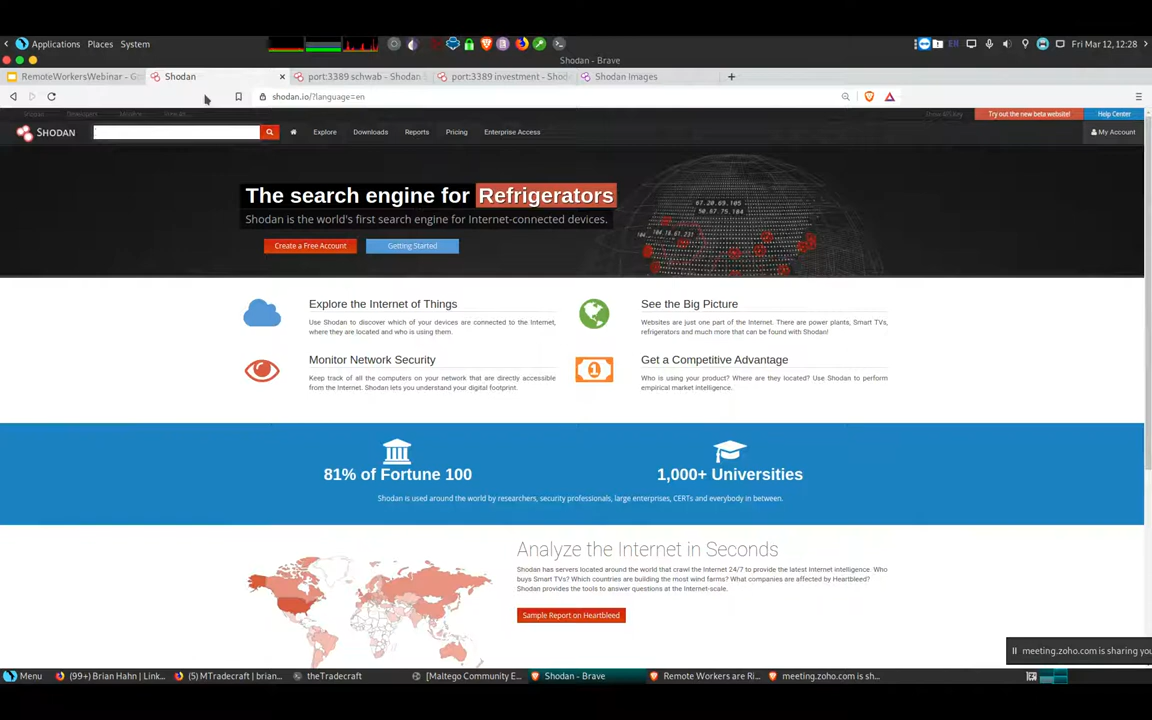 Applications Places System EN Fri Mar 12, 12:28
Shodan - Brave
RemoteWorkersWebinar - G Shodan port:3389 schwab - Shodan port:3389 investment - Shod Shodan Images
shodan.io/?language=en
Try out the new beta website! Help Center
SHODAN Explore Downloads Reports Pricing Enterprise Access My Account
The search engine for Refrigerators
Shodan is the world's first search engine for Internet-connected devices.
Create a Free Account Getting Started
Explore the Internet of Things
Use Shodan to discover which of your devices are connected to the Internet,
where they are located and who is using them.
See the Big Picture
Websites are just one part of the Internet. There are power plants, Smart TVs,
refrigerators and much more that can be found with Shodan!
Monitor Network Security
Keep track of all the computers on your network that are directly accessible
from the Internet. Shodan lets you understand your digital footprint.
Get a Competitive Advantage
Who is using your product? Where are they located? Use Shodan to perform
empirical market intelligence.
81% of Fortune 100
1,000+ Universities
Shodan is used around the world by researchers, security professionals, large enterprises, CERTs and everybody in between.
Analyze the Internet in Seconds
Shodan has servers located around the world that crawl the Internet 24/7 to provide the latest Internet intelligence. Who
buys Smart TVs? Which countries are building the most wind farms? What companies are affected by Heartbleed?
Shodan provides the tools to answer questions at the Internet-scale.
Sample Report on Heartbleed
meeting.zoho.com is sharing you
Menu (99+) Brian Hahn | Link... (5) MTradecraft | brian... theTradecraft [Maltego Community E... Shodan - Brave Remote Workers are Ri... meeting.zoho.com is sh...